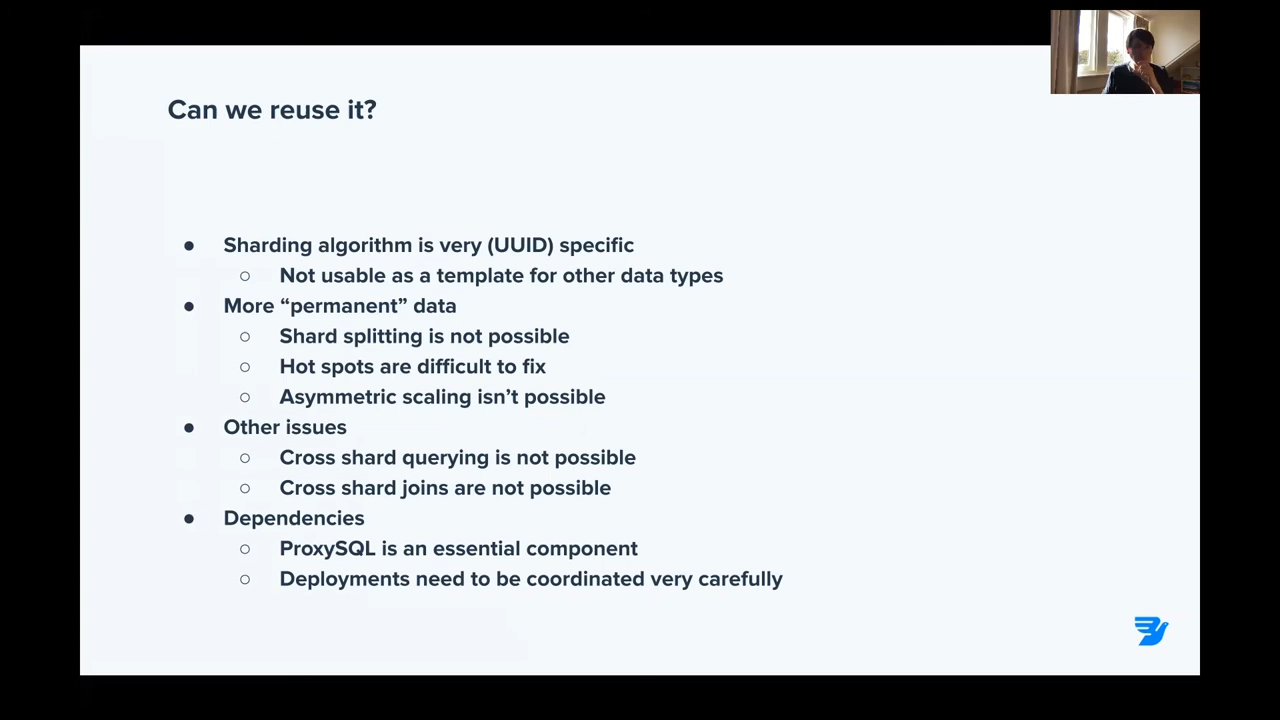 Can we reuse it?
● Sharding algorithm is very (UUID) specific
○ Not usable as a template for other data types
● More “permanent” data
○ Shard splitting is not possible
○ Hot spots are difficult to fix
○ Asymmetric scaling isn’t possible
● Other issues
○ Cross shard querying is not possible
○ Cross shard joins are not possible
● Dependencies
○ ProxySQL is an essential component
○ Deployments need to be coordinated very carefully